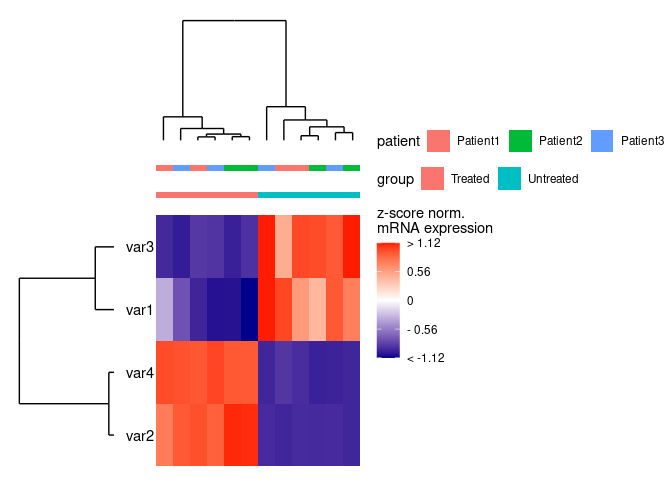 patient Patient1 Patient2 Patient3
group Treated Untreated
z-score norm.
mRNA expression
> 1.12
0.56
0
- 0.56
< -1.12
var3
var1
var4
var2